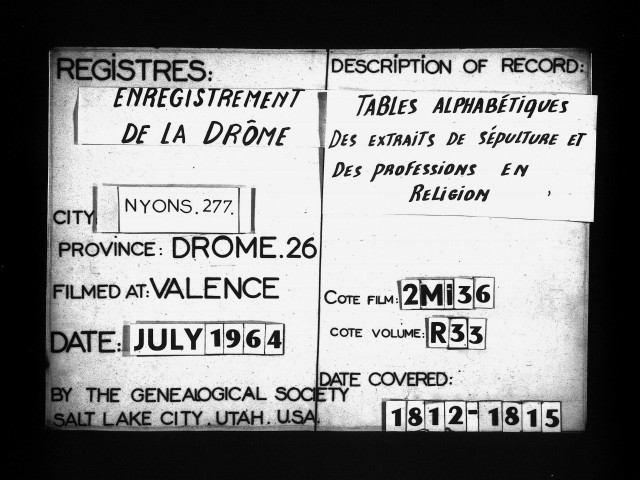 REGISTRES:
ENREGISTREMENT
DE LA DRÔME
CITY NYONS. 277.
PROVINCE: DROME.26
FILMED AT: VALENCE
DATE: JULY 1964
BY THE GENEALOGICAL SOCIETY
SALT LAKE CITY, UTAH. U.S.A.
DESCRIPTION OF RECORD:
TABLES ALPHABÉTIQUES
DES EXTRAITS DE SÉPULTURE ET
DES PROFESSIONS EN
RELIGION
COTE FILM: 2Mi36
COTE VOLUME: R33
DATE COVERED:
1812-1815